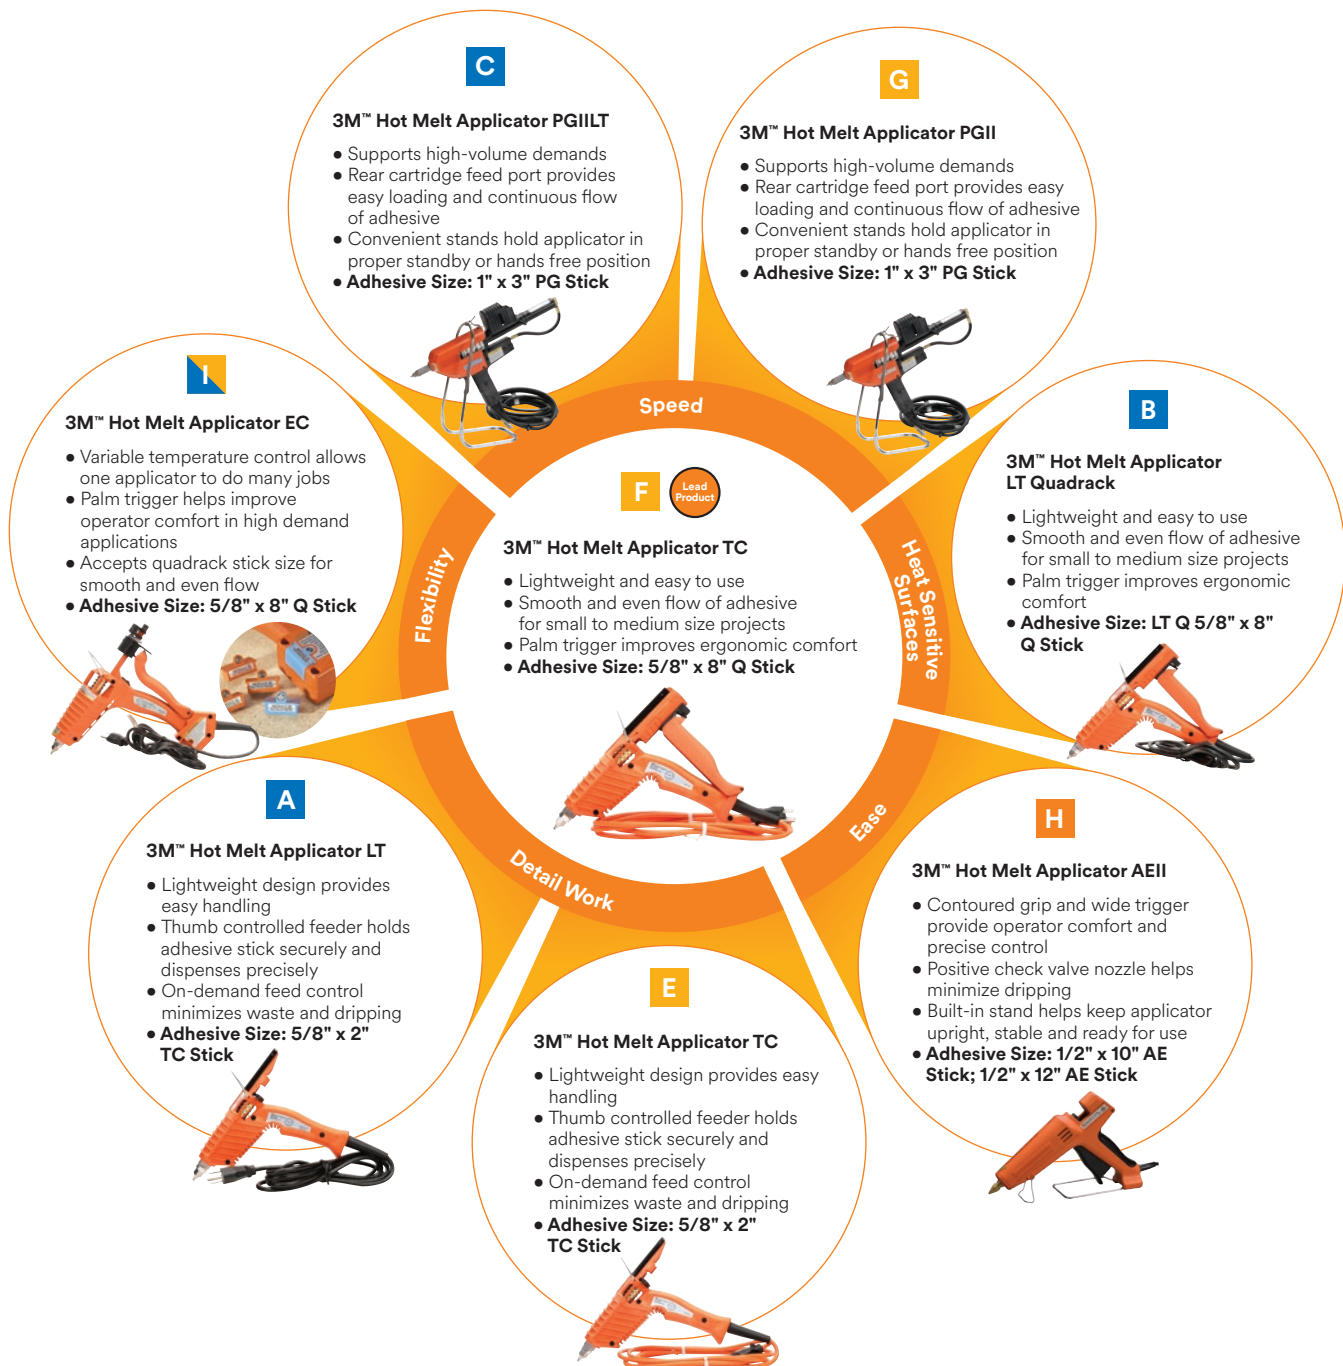 C
3M™ Hot Melt Applicator PGIILT
● Supports high-volume demands
● Rear cartridge feed port provides
easy loading and continuous flow
of adhesive
● Convenient stands hold applicator in
proper standby or hands free position
● Adhesive Size: 1" x 3" PG Stick
G
3M™ Hot Melt Applicator PGII
● Supports high-volume demands
● Rear cartridge feed port provides easy
loading and continuous flow of adhesive
● Convenient stands hold applicator in
proper standby or hands free position
● Adhesive Size: 1" x 3" PG Stick
I
3M™ Hot Melt Applicator EC
● Variable temperature control allows
one applicator to do many jobs
● Palm trigger helps improve
operator comfort in high demand
applications
● Accepts quadrack stick size for
smooth and even flow
● Adhesive Size: 5/8" x 8" Q Stick
Speed
B
3M™ Hot Melt Applicator
LT Quadrack
● Lightweight and easy to use
● Smooth and even flow of adhesive
for small to medium size projects
● Palm trigger improves ergonomic
comfort
● Adhesive Size: LT Q 5/8" x 8"
Q Stick
F
Lead
Product
3M™ Hot Melt Applicator TC
● Lightweight and easy to use
● Smooth and even flow of adhesive
for small to medium size projects
● Palm trigger improves ergonomic comfort
● Adhesive Size: 5/8" x 8" Q Stick
Flexibility
Heat Sensitive
Surfaces
Ease
Detail Work
A
3M™ Hot Melt Applicator LT
● Lightweight design provides
easy handling
● Thumb controlled feeder holds
adhesive stick securely and
dispenses precisely
● On-demand feed control
minimizes waste and dripping
● Adhesive Size: 5/8" x 2"
TC Stick
H
3M™ Hot Melt Applicator AEII
● Contoured grip and wide trigger
provide operator comfort and
precise control
● Positive check valve nozzle helps
minimize dripping
● Built-in stand helps keep applicator
upright, stable and ready for use
● Adhesive Size: 1/2" x 10" AE
Stick; 1/2" x 12" AE Stick
E
3M™ Hot Melt Applicator TC
● Lightweight design provides easy
handling
● Thumb controlled feeder holds
adhesive stick securely and
dispenses precisely
● On-demand feed control
minimizes waste and dripping
● Adhesive Size: 5/8" x 2"
TC Stick